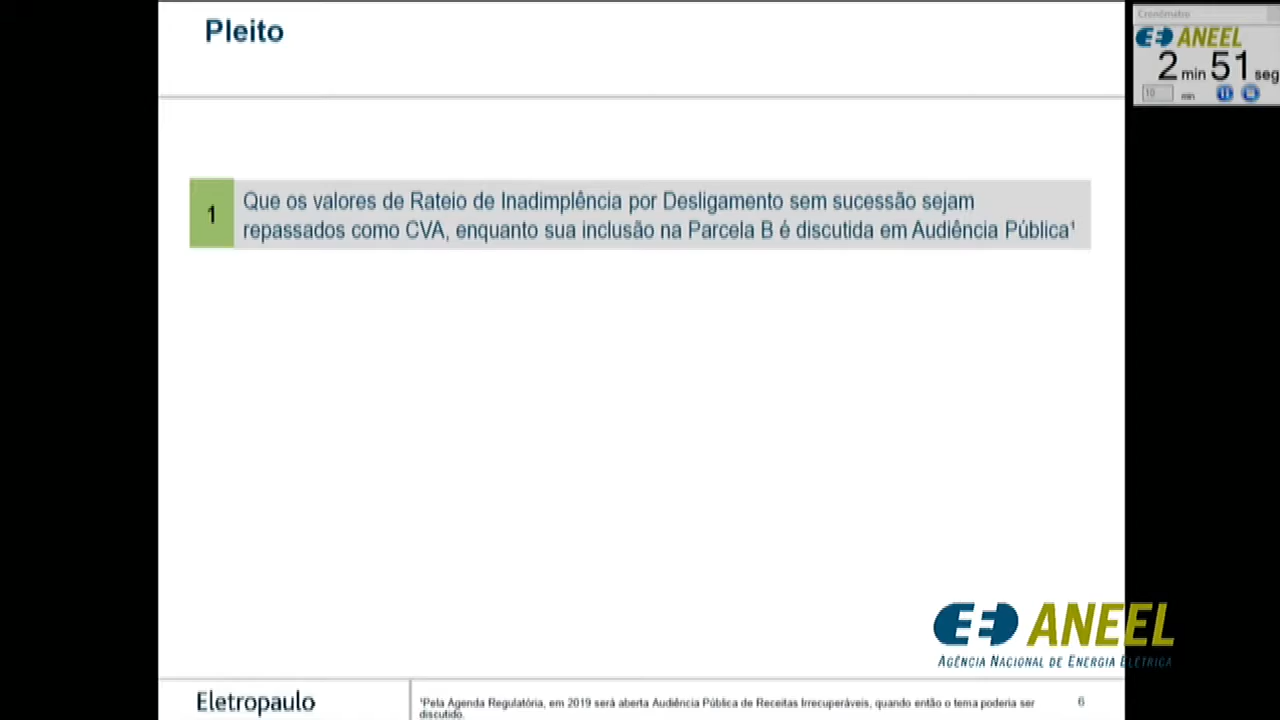 Pleito
Cronômetro
ANEEL
2 min 51 seg
10 min
1
Que os valores de Rateio de Inadimplência por Desligamento sem sucessão sejam
repassados como CVA, enquanto sua inclusão na Parcela B é discutida em Audiência Pública¹
ANEEL
AGÊNCIA NACIONAL DE ENERGIA ELÉTRICA
Eletropaulo
¹Pela Agenda Regulatória, em 2019 será aberta Audiência Pública de Receitas Irrecuperáveis, quando então o tema poderia ser
discutido.
6